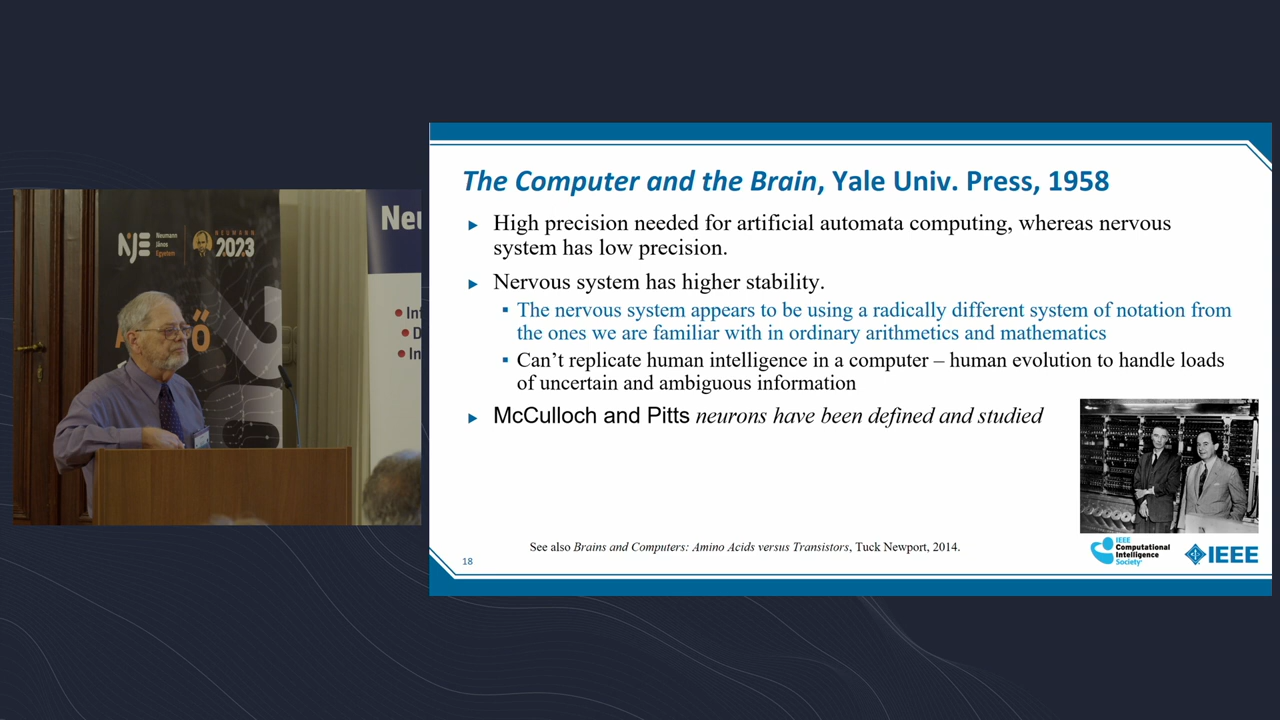 NJE
Neumann
János
Egyetem
NEUMANN
2023
Neu
The Computer and the Brain, Yale Univ. Press, 1958
High precision needed for artificial automata computing, whereas nervous
system has low precision.
Nervous system has higher stability.
The nervous system appears to be using a radically different system of notation from
the ones we are familiar with in ordinary arithmetics and mathematics
Can’t replicate human intelligence in a computer – human evolution to handle loads
of uncertain and ambiguous information
McCulloch and Pitts neurons have been defined and studied
See also Brains and Computers: Amino Acids versus Transistors, Tuck Newport, 2014.
18
IEEE
Computational
Intelligence
Society
IEEE